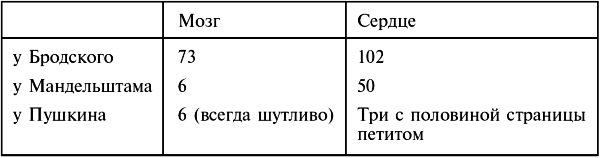 Мозг Сердце
у Бродского 73 102
у Мандельштама 6 50
у Пушкина 6 (всегда шутливо) Три с половиной страницы
петитом